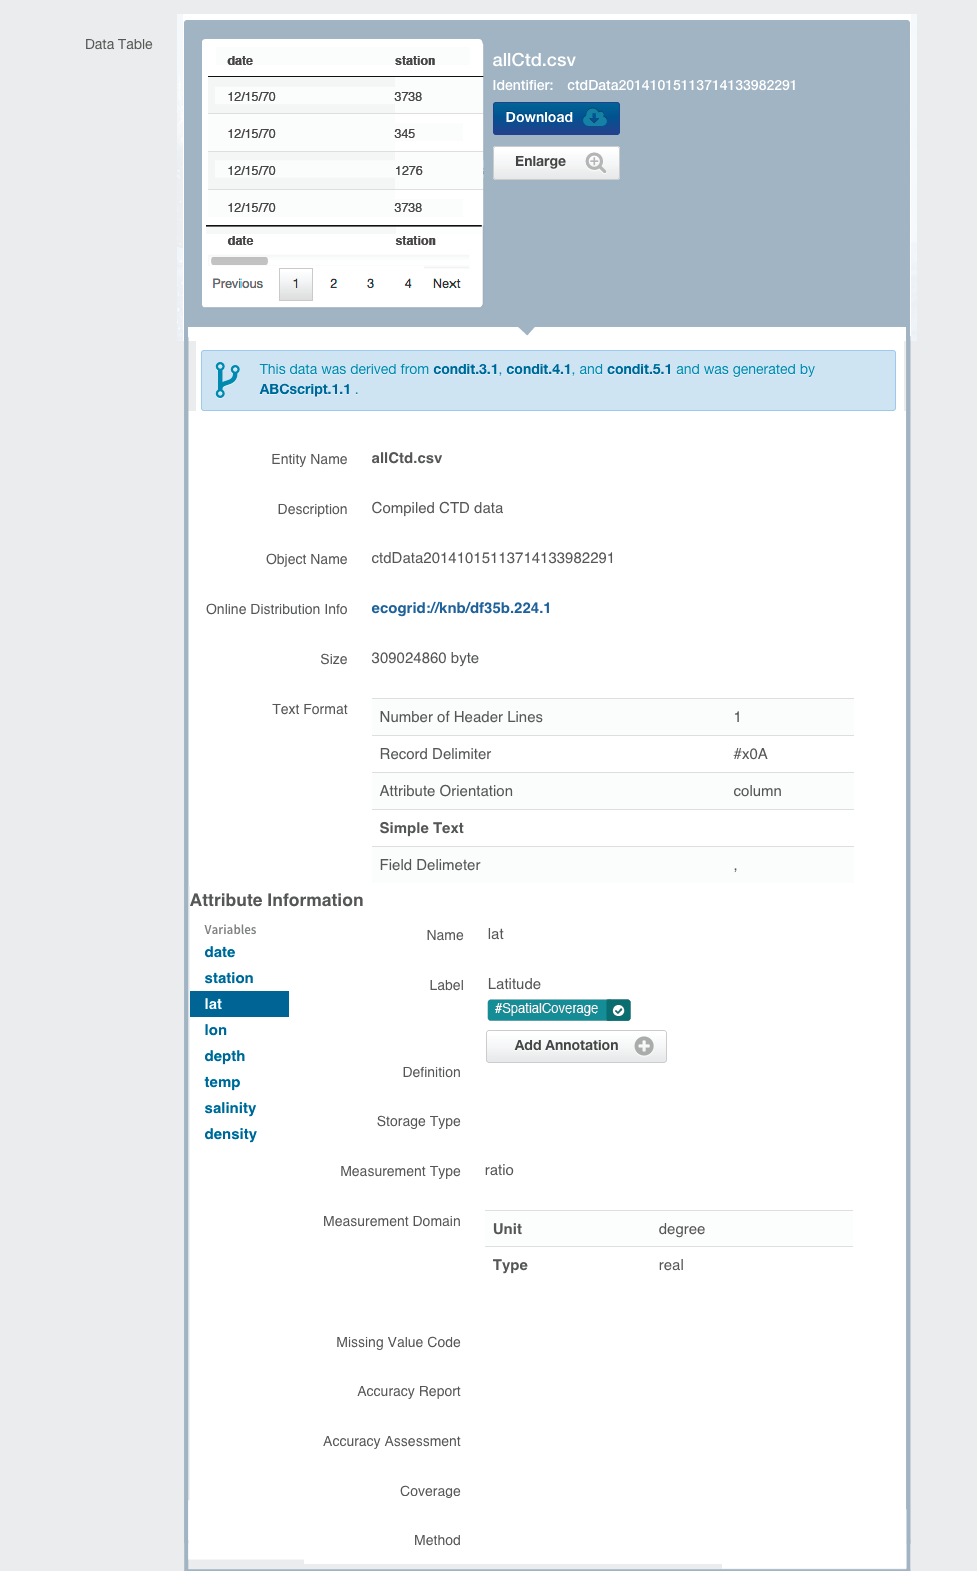 Data Table
date station
12/15/70 3738
12/15/70 345
12/15/70 1276
12/15/70 3738
date station
Previous 1 2 3 4 Next
allCtd.csv
Identifier: ctdData20141015113714133982291
Download
Enlarge
This data was derived from condit.3.1, condit.4.1, and condit.5.1 and was generated by
ABCscript.1.1 .
Entity Name allCtd.csv
Description Compiled CTD data
Object Name ctdData20141015113714133982291
Online Distribution Info ecogrid://knb/df35b.224.1
Size 309024860 byte
Text Format
Number of Header Lines 1
Record Delimiter #x0A
Attribute Orientation column
Simple Text
Field Delimeter ,
Attribute Information
Variables
date
station
lat
lon
depth
temp
salinity
density
Name lat
Label Latitude
#SpatialCoverage
Add Annotation
Definition
Storage Type
Measurement Type ratio
Measurement Domain
Unit degree
Type real
Missing Value Code
Accuracy Report
Accuracy Assessment
Coverage
Method